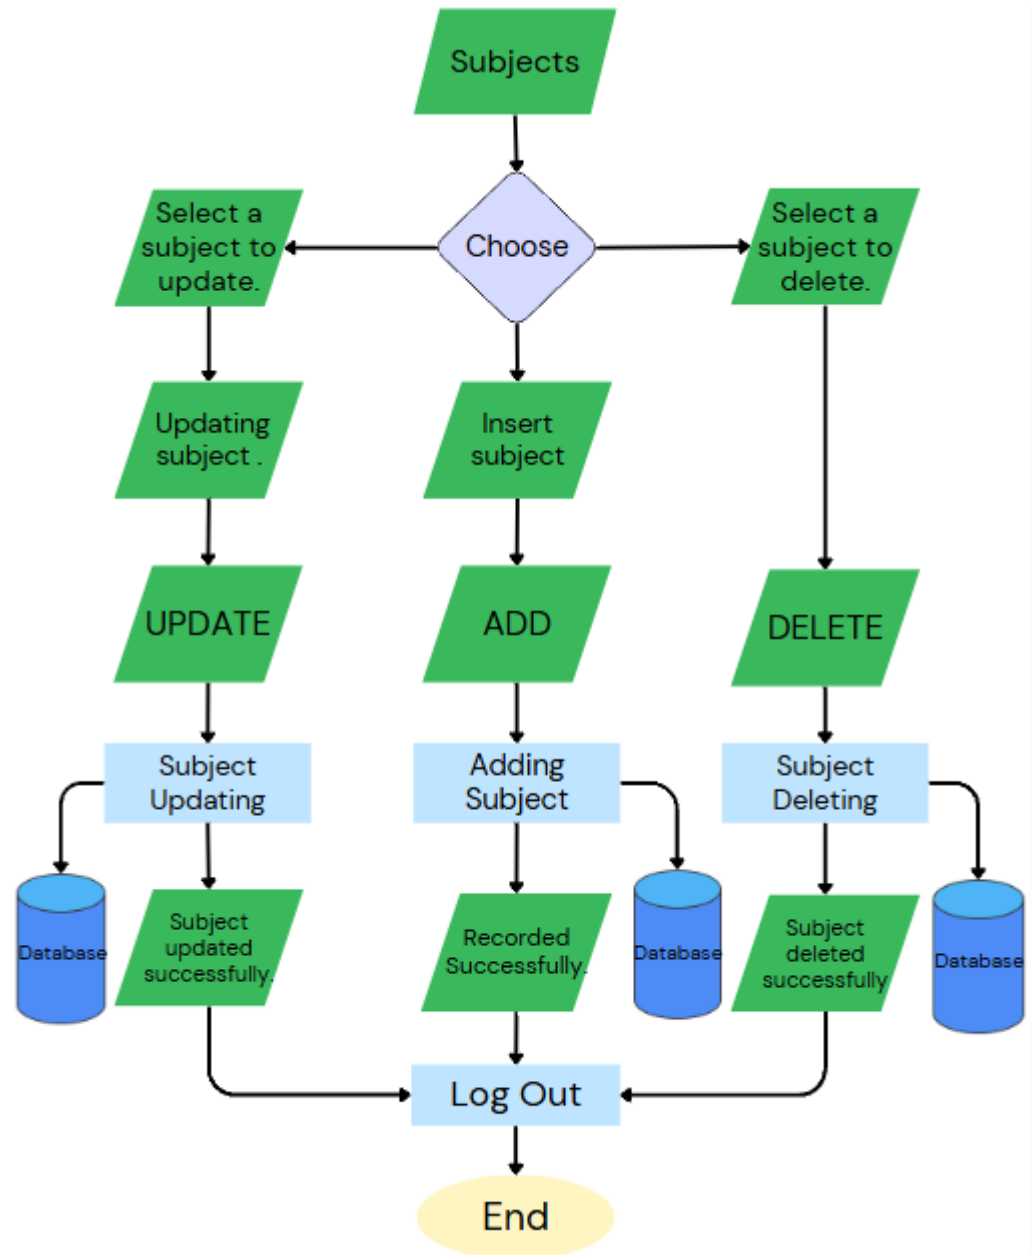 Subjects
Choose
Select a
subject to
update.
Select a
subject to
delete.
Updating
subject .
Insert
subject
UPDATE
ADD
DELETE
Subject
Updating
Adding
Subject
Subject
Deleting
Database
Subject
updated
successfully.
Recorded
Successfully.
Database
Subject
deleted
successfully
Database
Log Out
End